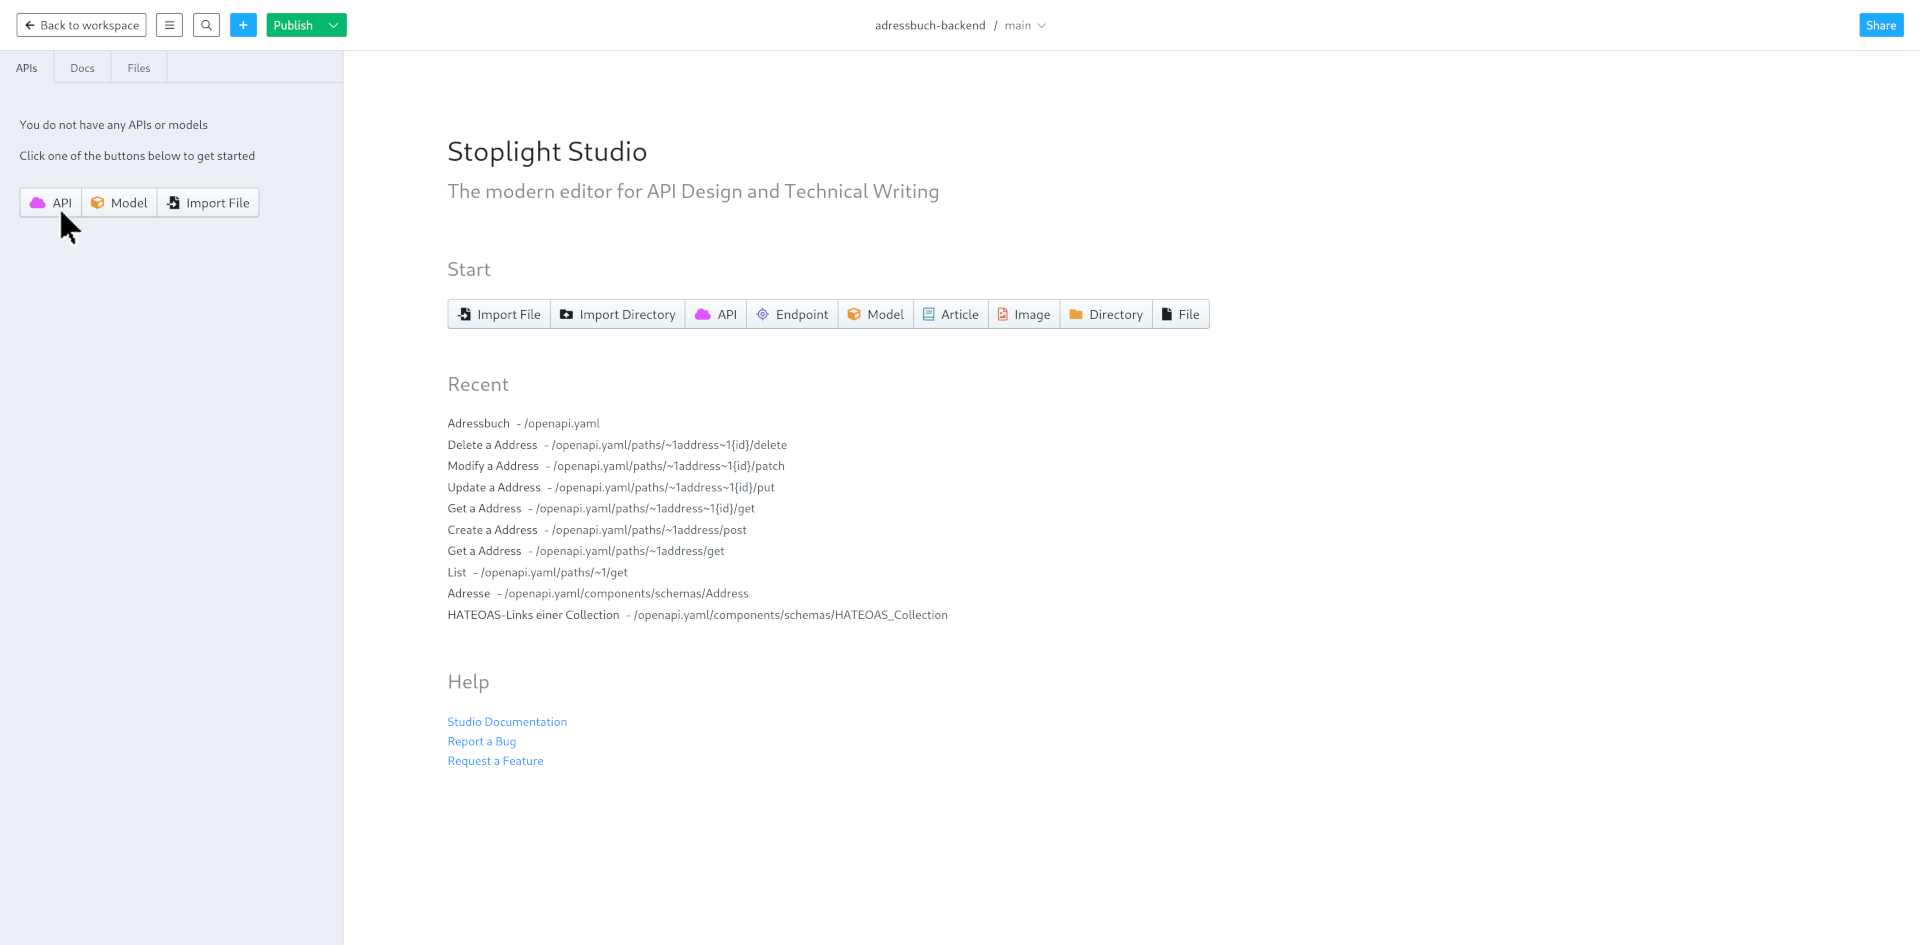 Back to workspace
Publish
adressbuch-backend / main
Share
APIs Docs Files
You do not have any APIs or models
Click one of the buttons below to get started
API Model Import File
Stoplight Studio
The modern editor for API Design and Technical Writing
Start
Import File Import Directory API Endpoint Model Article Image Directory File
Recent
Adressbuch - /openapi.yaml
Delete a Address - /openapi.yaml/paths/~1address~1{id}/delete
Modify a Address - /openapi.yaml/paths/~1address~1{id}/patch
Update a Address - /openapi.yaml/paths/~1address~1{id}/put
Get a Address - /openapi.yaml/paths/~1address~1{id}/get
Create a Address - /openapi.yaml/paths/~1address/post
Get a Address - /openapi.yaml/paths/~1address/get
List - /openapi.yaml/paths/~1/get
Adresse - /openapi.yaml/components/schemas/Address
HATEOAS-Links einer Collection - /openapi.yaml/components/schemas/HATEOAS_Collection
Help
Studio Documentation
Report a Bug
Request a Feature